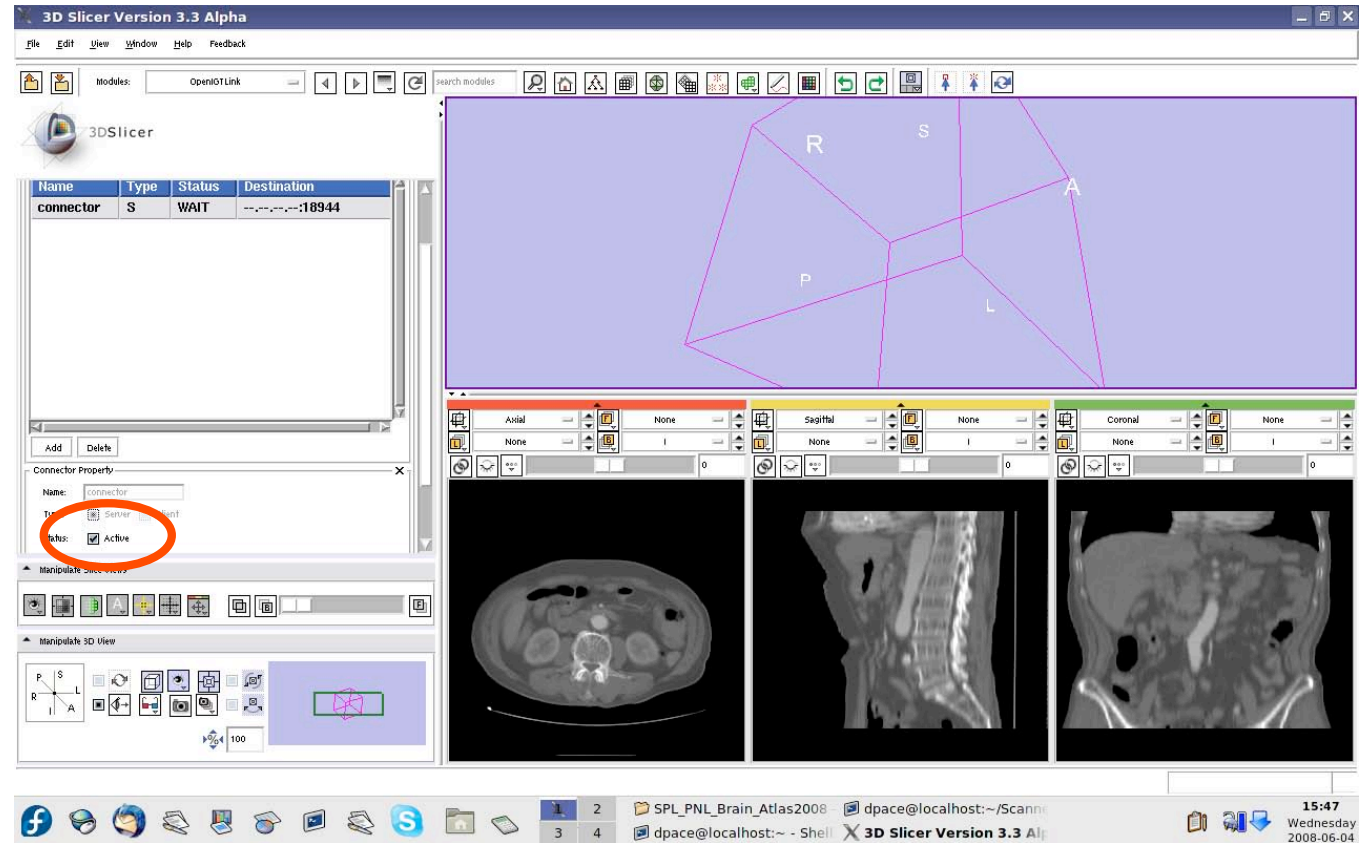 3D Slicer Version 3.3 Alpha
File Edit View Window Help Feedback
Modules: OpenIGTLink search modules
3DSlicer
Name Type Status Destination
connector S WAIT --.--.--.--:18944
Add Delete
Connector Property
Name: connector
Server
Active
Manipulate Slice Views
Manipulate 3D View
P S
R L
I A
100
R
S
A
P
L
Axial None
None I
0
Sagittal None
None I
0
Coronal None
None I
0
1 2 SPL_PNL_Brain_Atlas2008 - dpace@localhost:~/Scann
3 4 dpace@localhost:~ - Shell 3D Slicer Version 3.3 Alp
15:47
Wednesday
2008-06-04